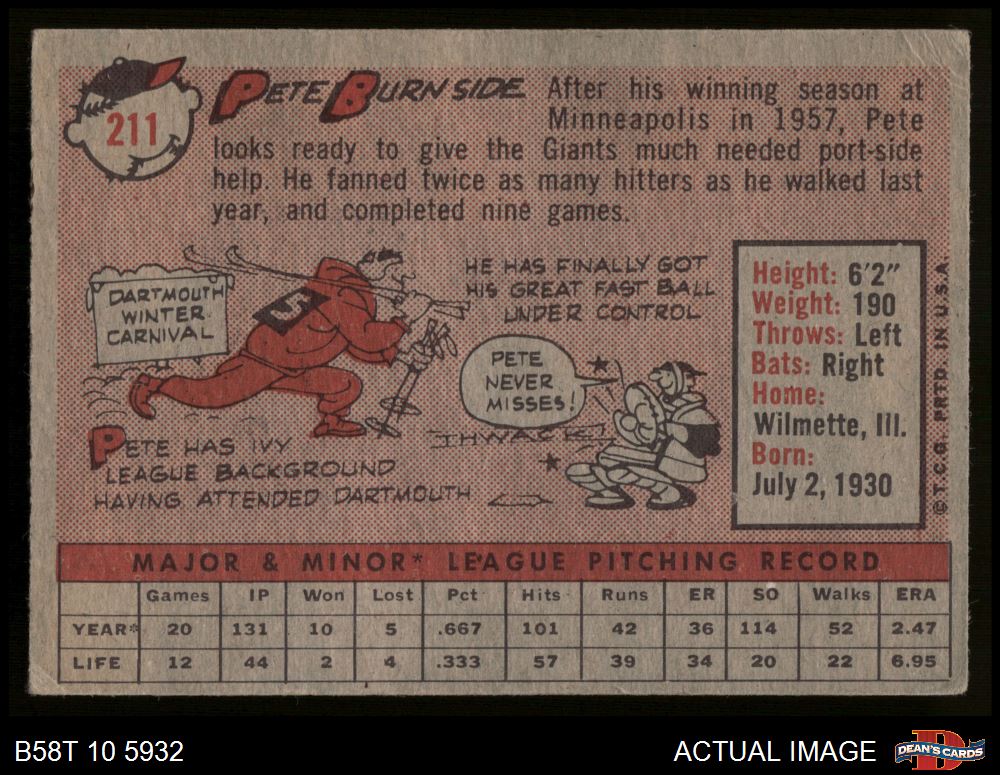 211
PETE BURNSIDE
After his winning season at
Minneapolis in 1957, Pete
looks ready to give the Giants much needed port-side
help. He fanned twice as many hitters as he walked last
year, and completed nine games.
DARTMOUTH
WINTER
CARNIVAL
PETE HAS IVY
LEAGUE BACKGROUND
HAVING ATTENDED DARTMOUTH
HE HAS FINALLY GOT
HIS GREAT FAST BALL
UNDER CONTROL
PETE
NEVER
MISSES!
THWACK!
Height: 6'2"
Weight: 190
Throws: Left
Bats: Right
Home:
Wilmette, Ill.
Born:
July 2, 1930
© T.C.G. PRTD. IN U.S.A.
MAJOR & MINOR* LEAGUE PITCHING RECORD
Games IP Won Lost Pct Hits Runs ER SO Walks ERA
YEAR* 20 131 10 5 .667 101 42 36 114 52 2.47
LIFE 12 44 2 4 .333 57 39 34 20 22 6.95
B58T 10 5932
ACTUAL IMAGE
DEAN'S CARDS